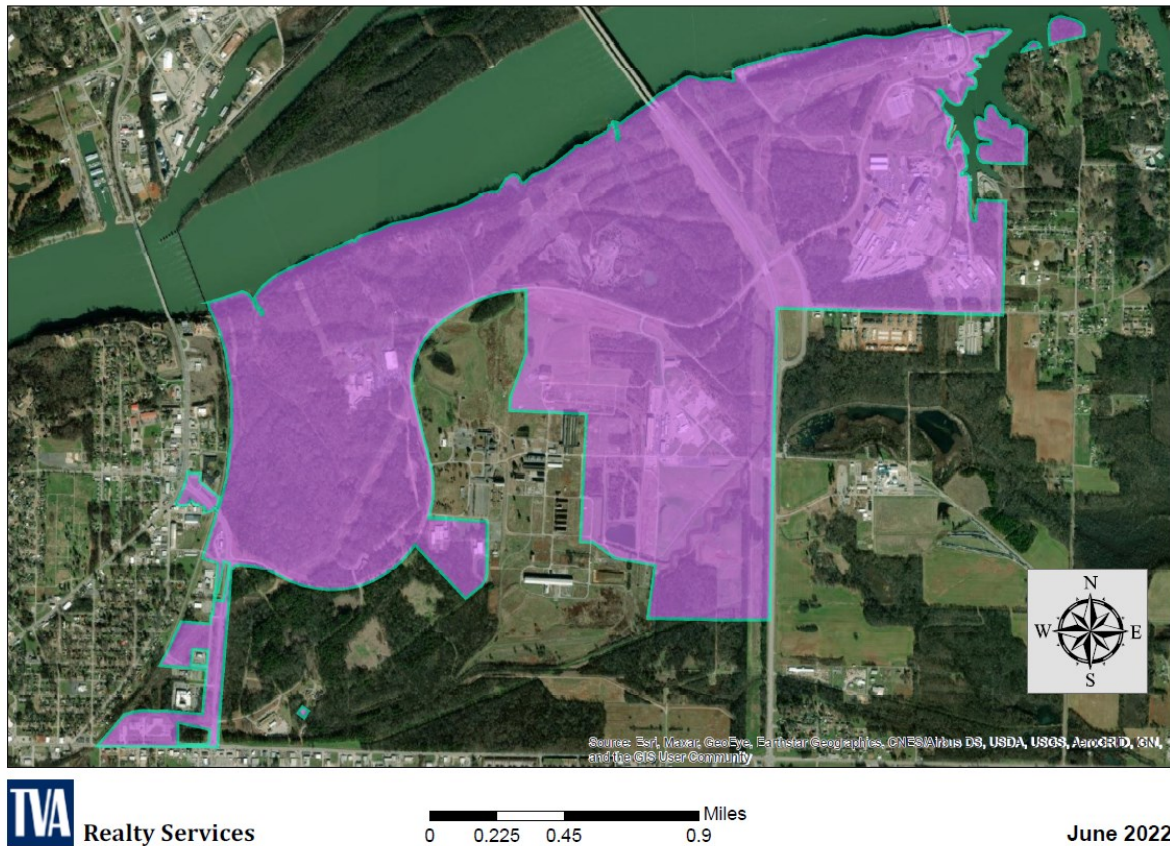 N
W E
S
Source: Esri, Maxar, GeoEye, Earthstar Geographics, CNES/Airbus DS, USDA, USGS, AeroGRID, IGN,
and the GIS User Community
TVA Realty Services
Miles
0 0.225 0.45 0.9
June 2022